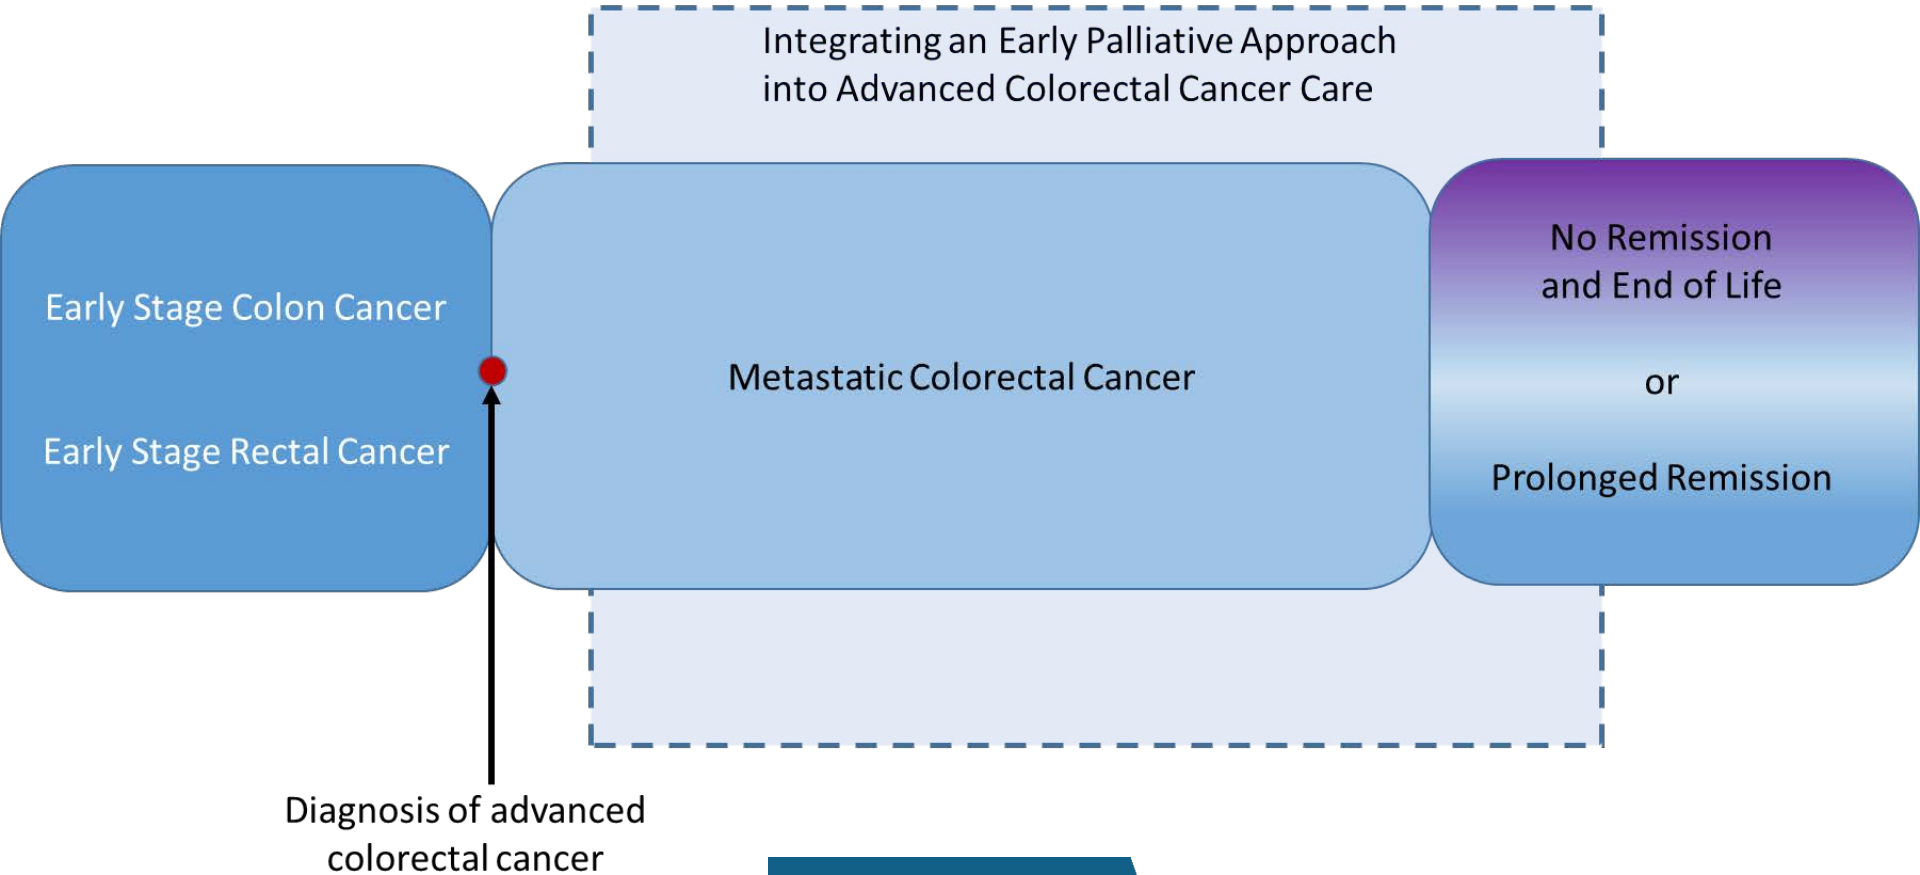 Integrating an Early Palliative Approach
into Advanced Colorectal Cancer Care
Early Stage Colon Cancer
Early Stage Rectal Cancer
Metastatic Colorectal Cancer
No Remission
and End of Life
or
Prolonged Remission
Diagnosis of advanced
colorectal cancer